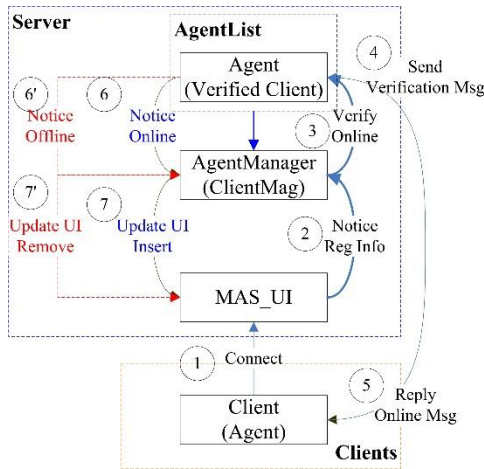 Server
AgentList
Agent
(Verified Client)
4
Send
Verification Msg
6'
6
Notice
Offline
Notice
Online
3
Verify
Online
AgentManager
(ClientMag)
7'
7
Update UI
Remove
Update UI
Insert
2
Notice
Reg Info
MAS_UI
1
Connect
5
Reply
Online Msg
Client
(Agent)
Clients